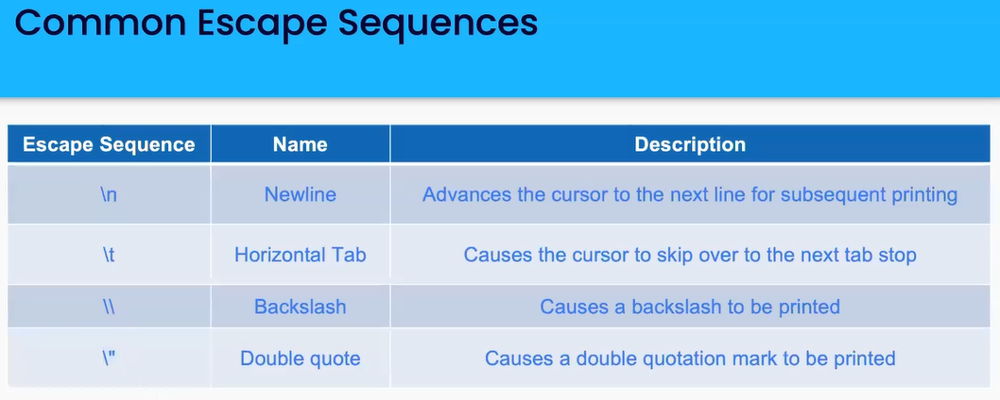 Common Escape Sequences
Escape Sequence Name Description
\n Newline Advances the cursor to the next line for subsequent printing
\t Horizontal Tab Causes the cursor to skip over to the next tab stop
\\ Backslash Causes a backslash to be printed
\" Double quote Causes a double quotation mark to be printed